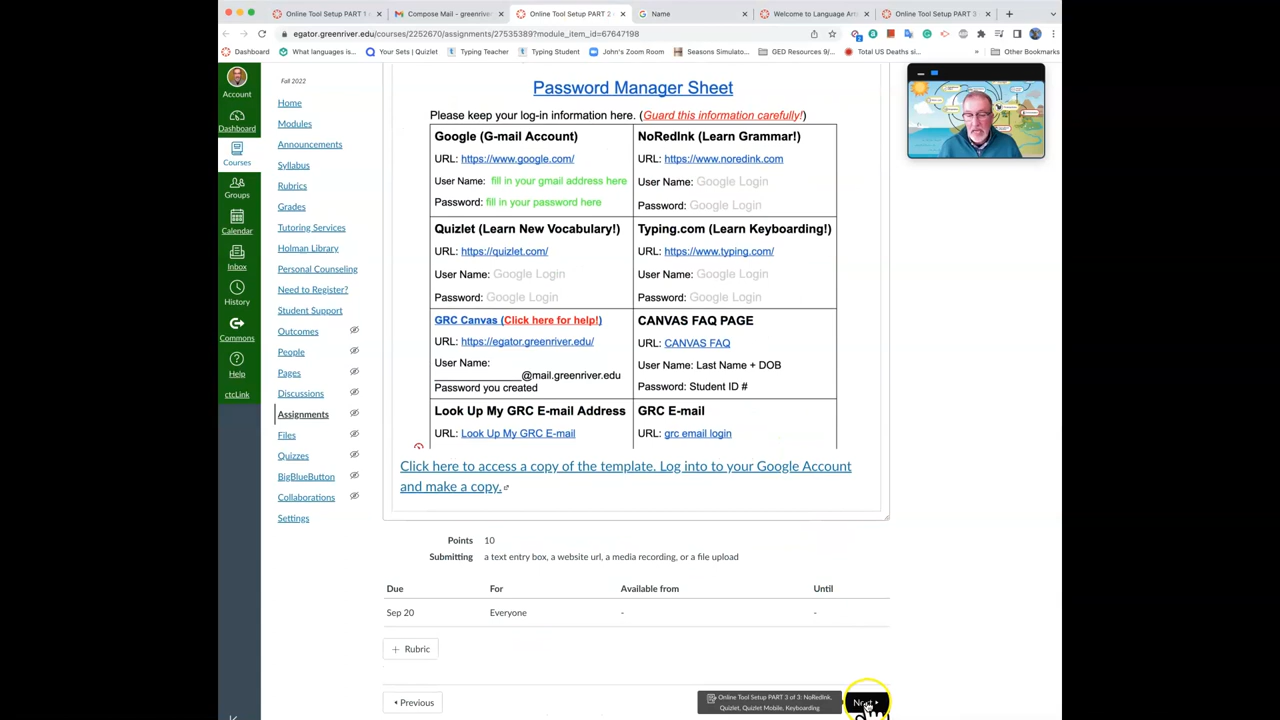 Online Tool Setup PART 1
Compose Mail - greenriver
Online Tool Setup PART 2
Name
Welcome to Language Art
Online Tool Setup PART 3
egator.greenriver.edu/courses/2252670/assignments/27535389?module_item_id=67647198
Dashboard
What languages is...
Your Sets | Quizlet
Typing Teacher
Typing Student
John's Zoom Room
Seasons Simulato...
GED Resources 9/...
Total US Deaths si...
Other Bookmarks
Account
Dashboard
Courses
Groups
Calendar
Inbox
History
Commons
Help
ctcLink
Fall 2022
Home
Modules
Announcements
Syllabus
Rubrics
Grades
Tutoring Services
Holman Library
Personal Counseling
Need to Register?
Student Support
Outcomes
People
Pages
Discussions
Assignments
Files
Quizzes
BigBlueButton
Collaborations
Settings
Password Manager Sheet
Please keep your log-in information here. (Guard this information carefully!)
Google (G-mail Account)
URL: https://www.google.com/
User Name: fill in your gmail address here
Password: fill in your password here
NoRedInk (Learn Grammar!)
URL: https://www.noredink.com
User Name: Google Login
Password: Google Login
Quizlet (Learn New Vocabulary!)
URL: https://quizlet.com/
User Name: Google Login
Password: Google Login
Typing.com (Learn Keyboarding!)
URL: https://www.typing.com/
User Name: Google Login
Password: Google Login
GRC Canvas (Click here for help!)
URL: https://egator.greenriver.edu/
User Name:
______________@mail.greenriver.edu
Password you created
CANVAS FAQ PAGE
URL: CANVAS FAQ
User Name: Last Name + DOB
Password: Student ID #
Look Up My GRC E-mail Address
URL: Look Up My GRC E-mail
GRC E-mail
URL: grc email login
Click here to access a copy of the template. Log into to your Google Account
and make a copy.
Points 10
Submitting a text entry box, a website url, a media recording, or a file upload
Due For Available from Until
Sep 20 Everyone - -
+ Rubric
Previous
Online Tool Setup PART 3 of 3: NoRedInk,
Quizlet, Quizlet Mobile, Keyboarding
Next